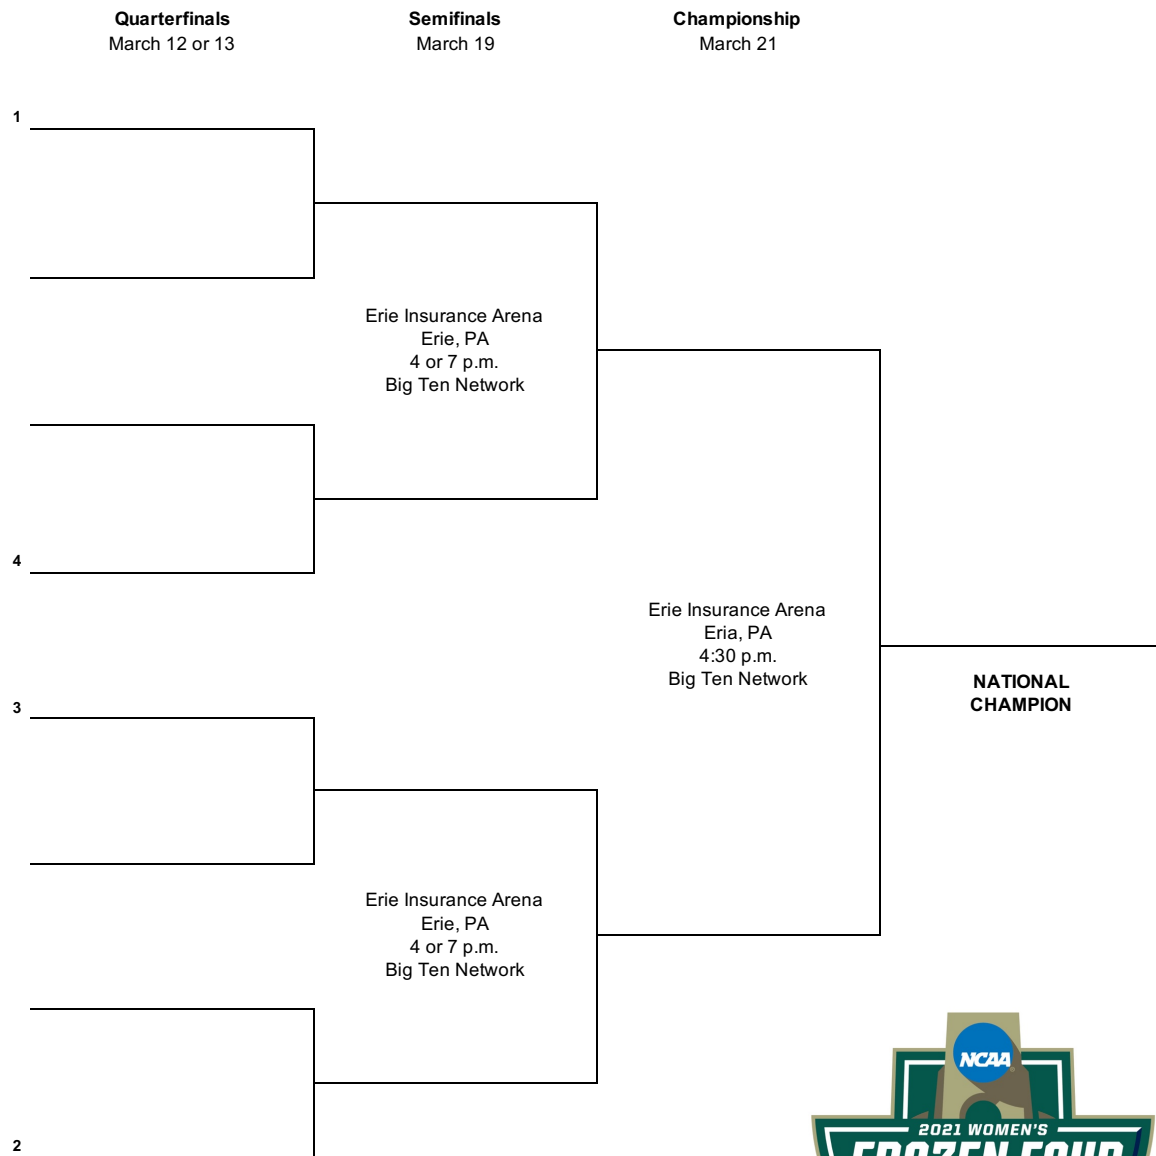 Quarterfinals
March 12 or 13
Semifinals
March 19
Championship
March 21
1
Erie Insurance Arena
Erie, PA
4 or 7 p.m.
Big Ten Network
4
Erie Insurance Arena
Eria, PA
4:30 p.m.
Big Ten Network
NATIONAL
CHAMPION
3
Erie Insurance Arena
Erie, PA
4 or 7 p.m.
Big Ten Network
2
NCAA
2021 WOMEN'S
FROZEN FOUR